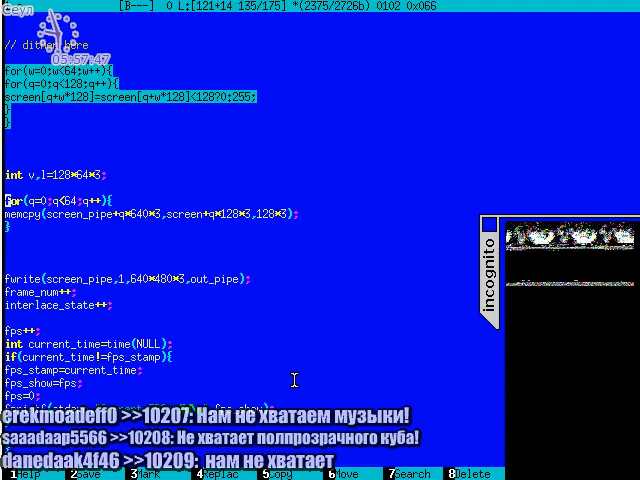 [B---]  0 L:[121+14 135/175] *(2375/2726b) 0102 0x066
Сеул
// dither here
05:57:47
for(w=0;w<64;w++){
for(q=0;q<128;q++){
screen[q+w*128]=screen[q+w*128]<128?0:255;
}
}
int v,l=128*64*3;
for(q=0;q<64;q++){
memcpy(screen_pipe+q*640*3,screen+q*128*3,128*3);
}
incognito
fwrite(screen_pipe,1,640*480*3,out_pipe);
frame_num++;
interlace_state++;
fps++;
int current_time=time(NULL);
if(current_time!=fps_stamp){
fps_stamp=current_time;
fps_show=fps;
fps=0;
erekmoadeff0 >>10207: Нам не хватаем музыки!
saaadaap5566 >>10208: Не хватает полпрозрачного куба!
danedaak4f46 >>10209: нам не хватает
1Help 2Save 3Mark 4Replac 5Copy 6Move 7Search 8Delete